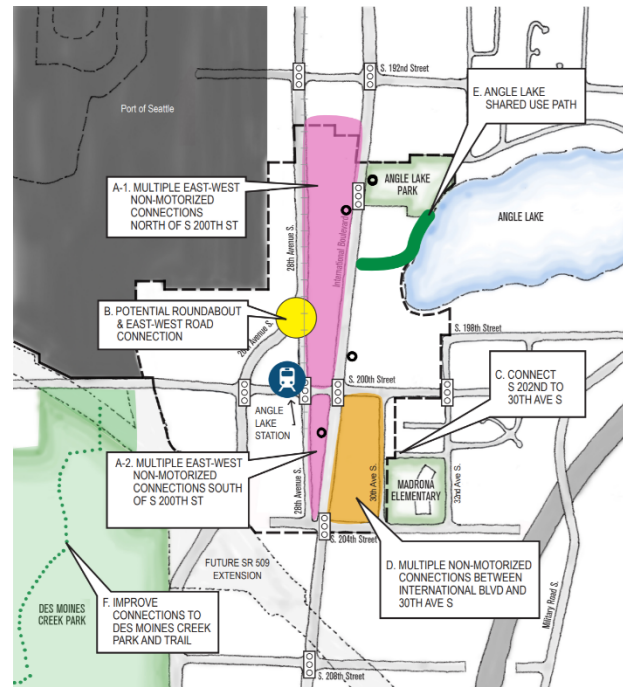 S. 192nd Street
E. ANGLE LAKE
SHARED USE PATH
Port of Seattle
A-1. MULTIPLE EAST-WEST
NON-MOTORIZED
CONNECTIONS
NORTH OF S 200TH ST
ANGLE LAKE
PARK
ANGLE LAKE
28th Avenue S.
International Boulevard
B. POTENTIAL ROUNDABOUT
& EAST-WEST ROAD
CONNECTION
26th Avenue S.
S. 198th Street
S. 200th Street
C. CONNECT
S 202ND TO
30TH AVE S
ANGLE
LAKE
STATION
A-2. MULTIPLE EAST-WEST
NON-MOTORIZED
CONNECTIONS SOUTH
OF S 200TH ST
28th Avenue S.
30th Ave S.
MADRONA
ELEMENTARY
32nd Ave S.
S. 204th Street
FUTURE SR 509
EXTENSION
D. MULTIPLE NON-MOTORIZED
CONNECTIONS BETWEEN
INTERNATIONAL BLVD AND
30TH AVE S
DES MOINES
CREEK PARK
F. IMPROVE
CONNECTIONS TO
DES MOINES CREEK
PARK AND TRAIL
Military Road S.
S. 208th Street